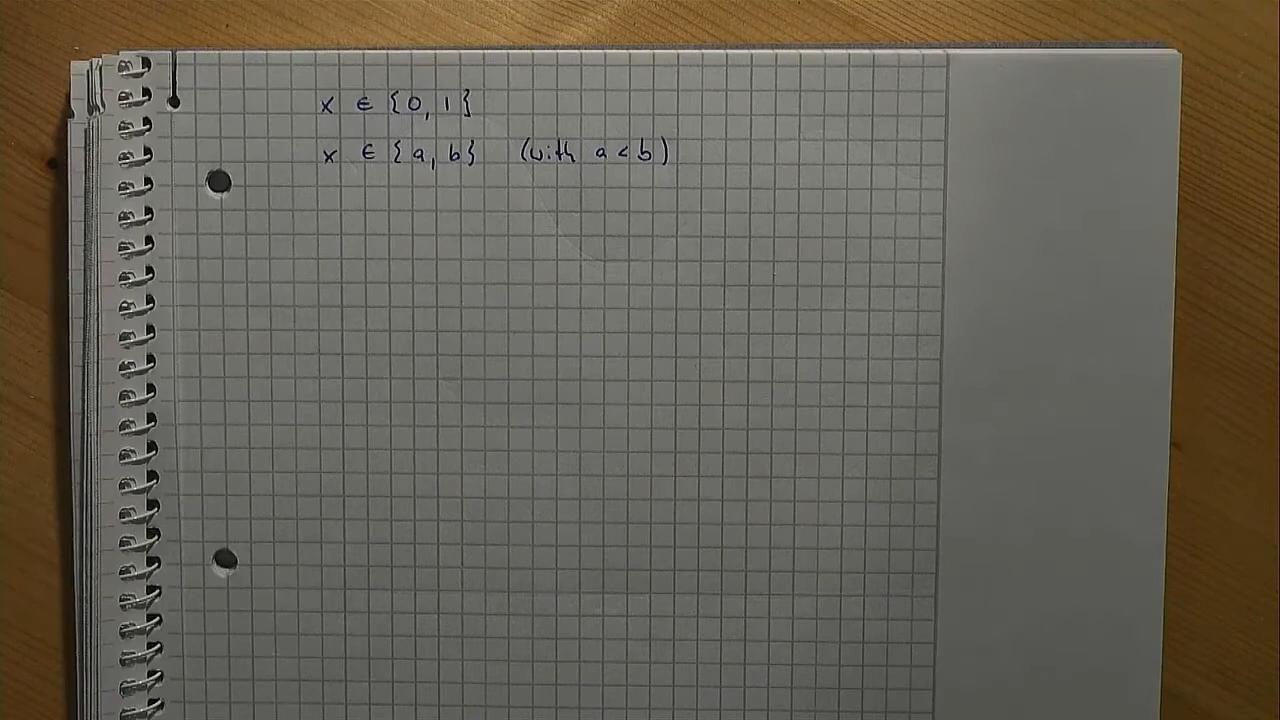 x ∈ {0, 1}
x ∈ {a, b} (with a < b)